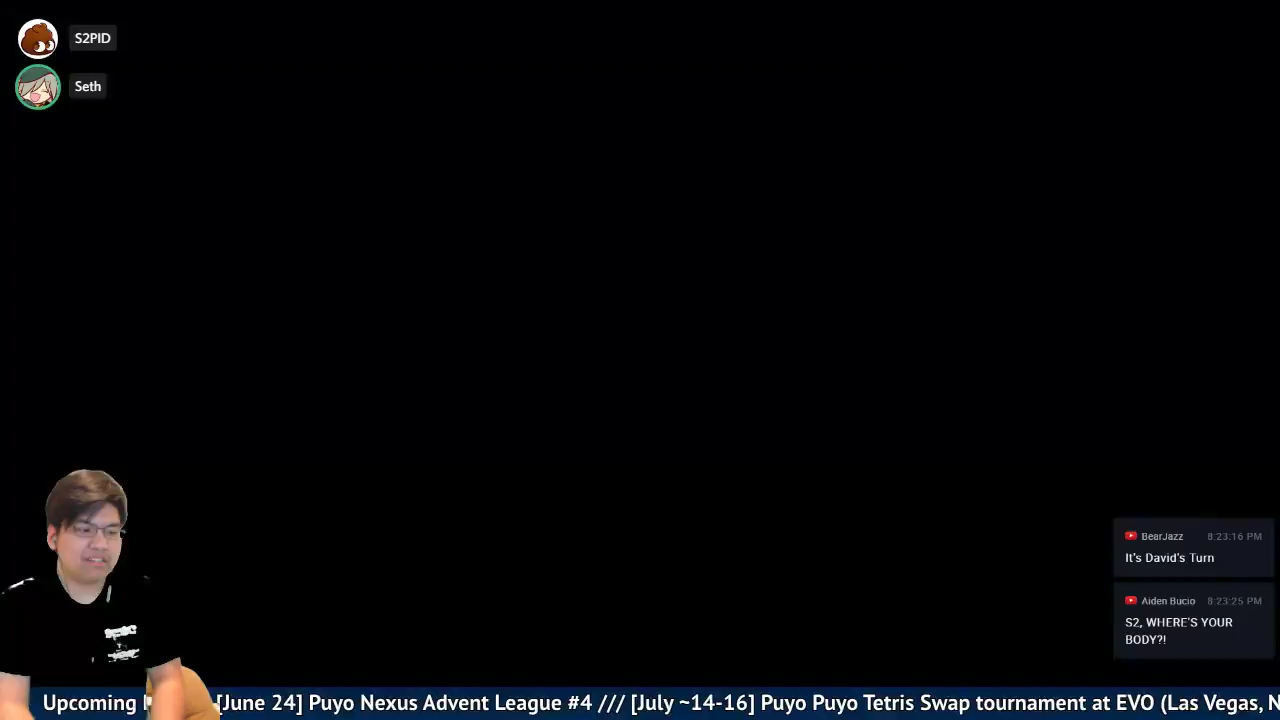 S2PID
Seth
BearJazz 8:23:16 PM
It's David's Turn
Aiden Bucio 8:23:25 PM
S2, WHERE'S YOUR
BODY?!
Upcoming [June 24] Puyo Nexus Advent League #4 /// [July ~14-16] Puyo Puyo Tetris Swap tournament at EVO (Las Vegas, N